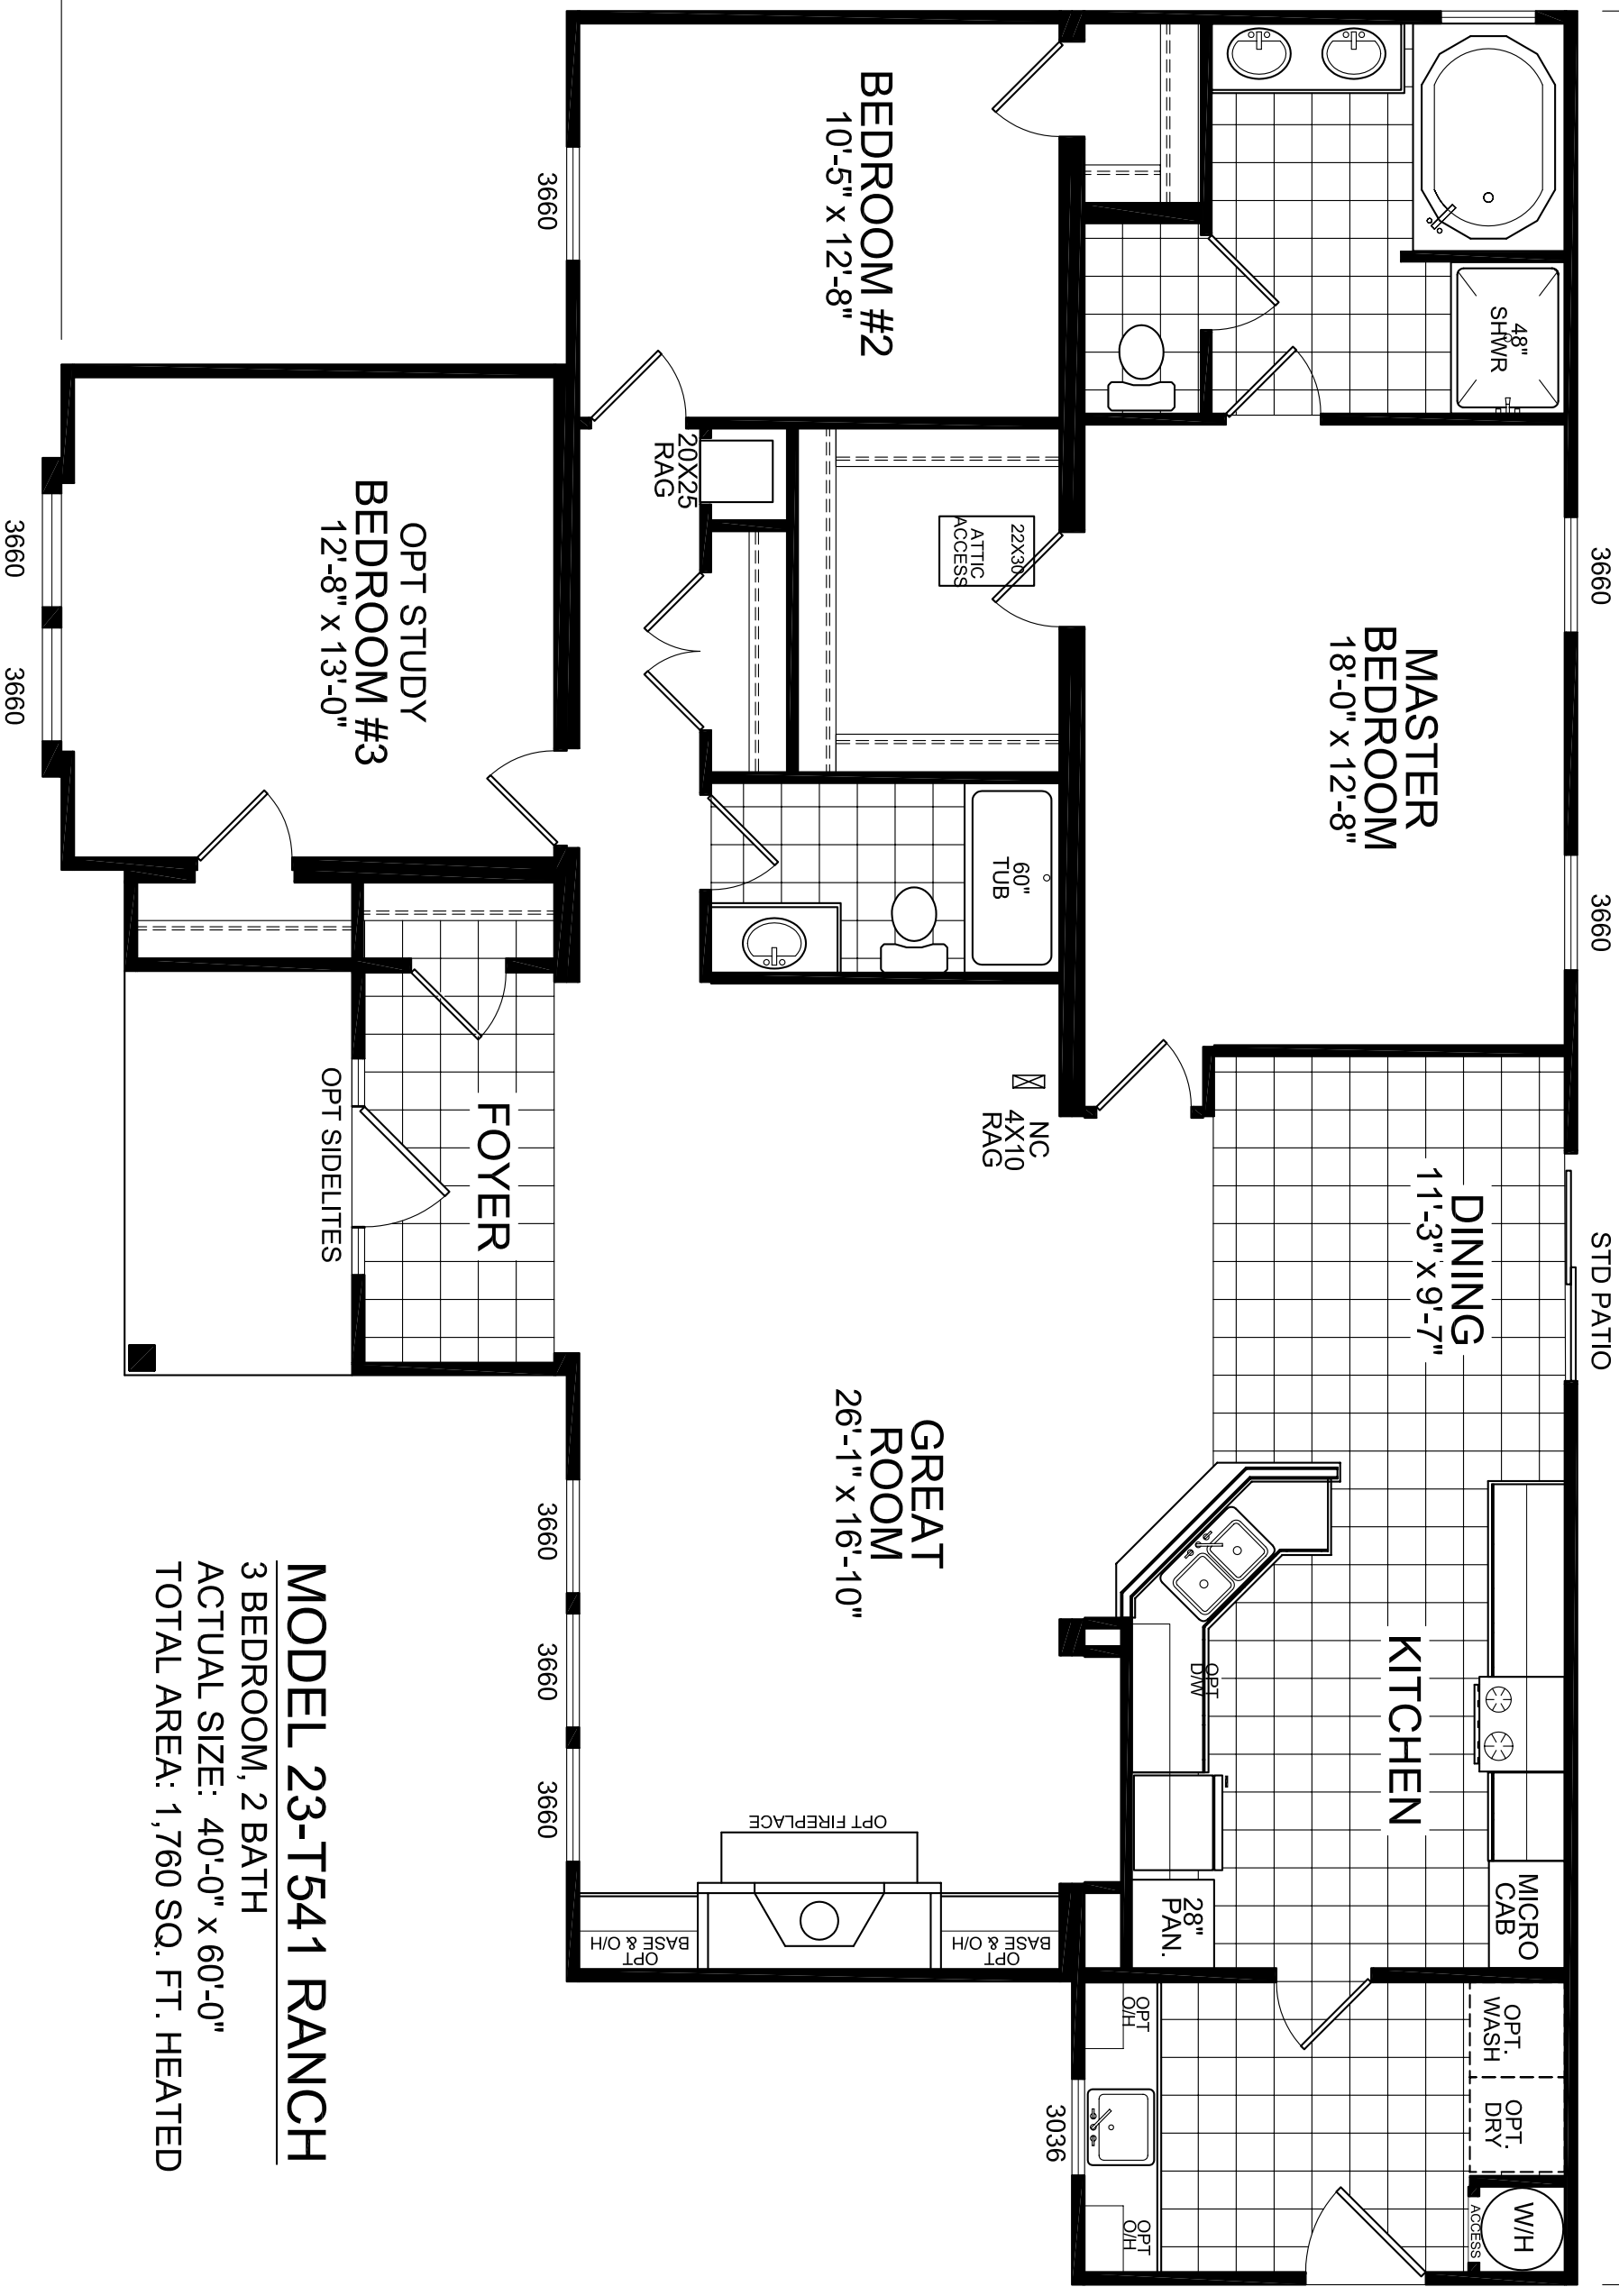 3660
3660
STD PATIO
48"
SHWR
MASTER
BEDROOM
18'-0" x 12'-8"
DINING
11'-3" x 9'-7"
KITCHEN
MICRO
CAB
OPT.
WASH
OPT.
DRY
W/H
ACCESS
OPT
D/W
28"
PAN.
OPT
O/H
OPT
O/H
3036
BEDROOM #2
10'-5" x 12'-8"
22X30
ATTIC
ACCESS
60"
TUB
NC
4X10
RAG
GREAT
ROOM
26'-1" x 16'-10"
OPT FIREPLACE
OPT
BASE & O/H
OPT
BASE & O/H
20X25
RAG
3660
3660
3660
3660
OPT STUDY
BEDROOM #3
12'-8" x 13'-0"
FOYER
OPT SIDELITES
3660
3660
MODEL 23-T541 RANCH
3 BEDROOM, 2 BATH
ACTUAL SIZE: 40'-0" x 60'-0"
TOTAL AREA: 1,760 SQ. FT. HEATED